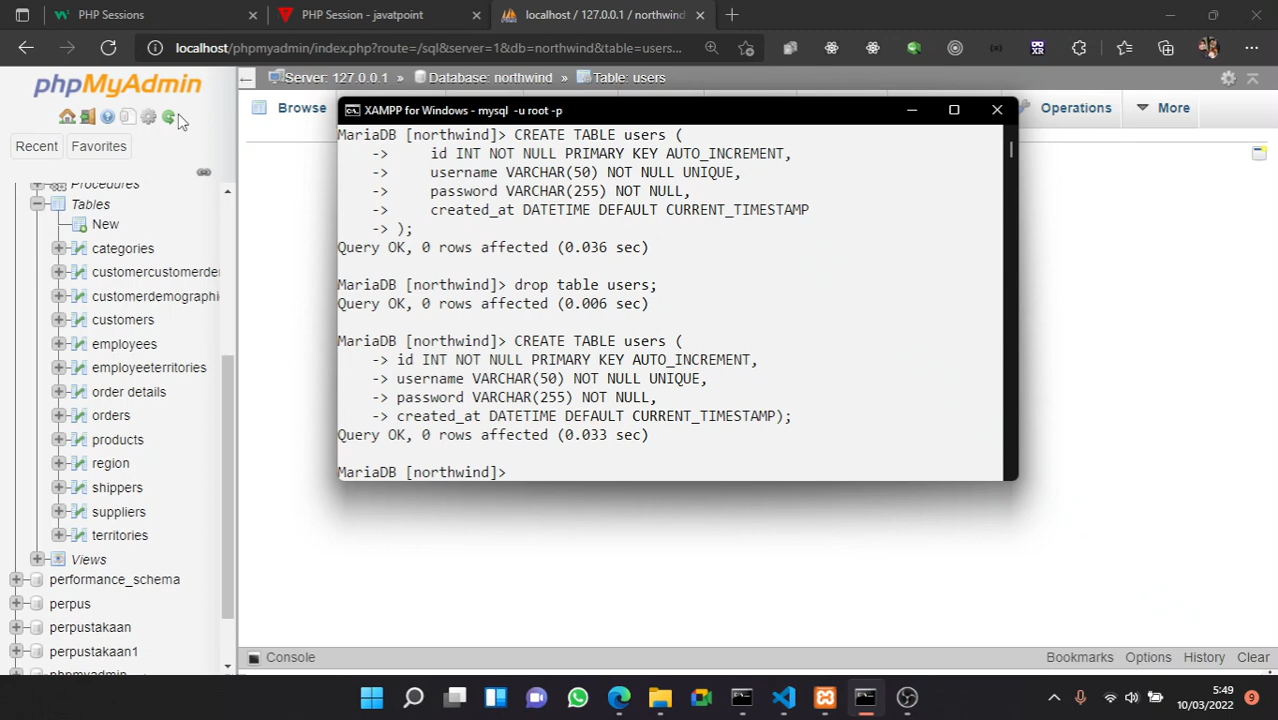 PHP Sessions
PHP Session - javatpoint
localhost / 127.0.0.1 / northwind
localhost/phpmyadmin/index.php?route=/sql&server=1&db=northwind&table=users...
XR
phpMyAdmin
Server: 127.0.0.1 » Database: northwind » Table: users
Recent
Favorites
Browse
Operations
More
Procedures
Tables
New
categories
customercustomerde
customerdemographi
customers
employees
employeeterritories
order details
orders
products
region
shippers
suppliers
territories
Views
performance_schema
perpus
perpustakaan
perpustakaan1
phpmyadmin
XAMPP for Windows - mysql -u root -p
MariaDB [northwind]> CREATE TABLE users (
-> id INT NOT NULL PRIMARY KEY AUTO_INCREMENT,
-> username VARCHAR(50) NOT NULL UNIQUE,
-> password VARCHAR(255) NOT NULL,
-> created_at DATETIME DEFAULT CURRENT_TIMESTAMP
-> );
Query OK, 0 rows affected (0.036 sec)
MariaDB [northwind]> drop table users;
Query OK, 0 rows affected (0.006 sec)
MariaDB [northwind]> CREATE TABLE users (
-> id INT NOT NULL PRIMARY KEY AUTO_INCREMENT,
-> username VARCHAR(50) NOT NULL UNIQUE,
-> password VARCHAR(255) NOT NULL,
-> created_at DATETIME DEFAULT CURRENT_TIMESTAMP);
Query OK, 0 rows affected (0.033 sec)
MariaDB [northwind]>
Console
Bookmarks
Options
History
Clear
5:49
10/03/2022
9